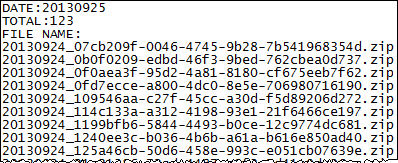 DATE:20130925
TOTAL:123
FILE NAME:
20130924_07cb209f-0046-4745-9b28-7b541968354d.zip
20130924_0b0f0209-edbd-46f3-9bed-762cbea0d737.zip
20130924_0f0aea3f-95d2-4a81-8180-cf675eeb7f62.zip
20130924_0fd7ecce-a800-4dc0-8e5e-706980716190.zip
20130924_109546aa-c27f-45cc-a30d-f5d89206d272.zip
20130924_114c133a-a312-4198-93e1-21f6466ce197.zip
20130924_1199bfb6-5844-4493-b0ce-12c9774dc681.zip
20130924_1240ee3c-b036-4b6b-a61a-b616e850ad40.zip
20130924_125a46cb-50d6-458e-993c-e051cb07639e.zip